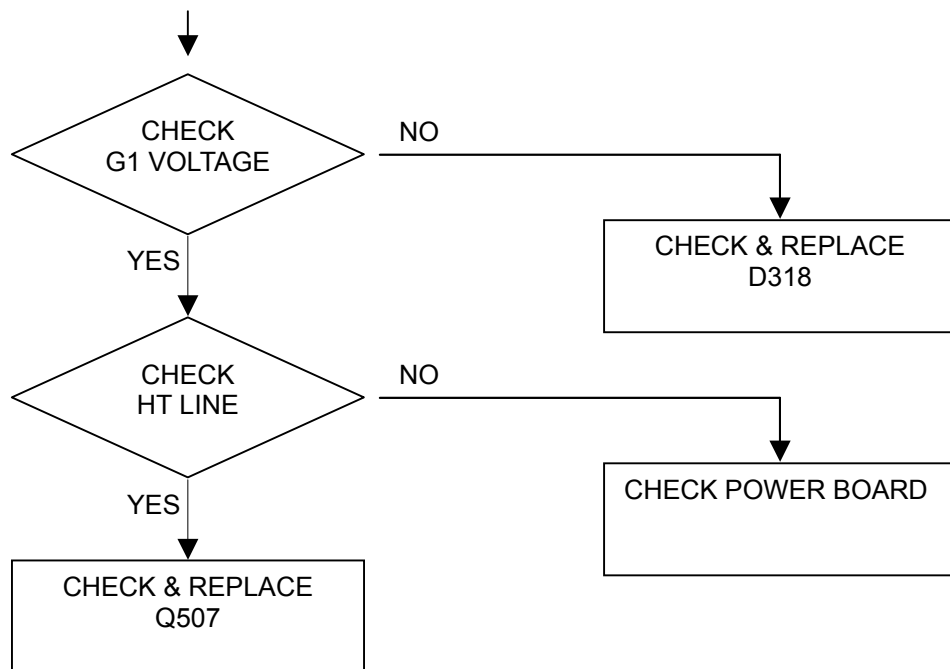 CHECK
G1 VOLTAGE
NO
CHECK & REPLACE
D318
YES
CHECK
HT LINE
NO
CHECK POWER BOARD
YES
CHECK & REPLACE
Q507